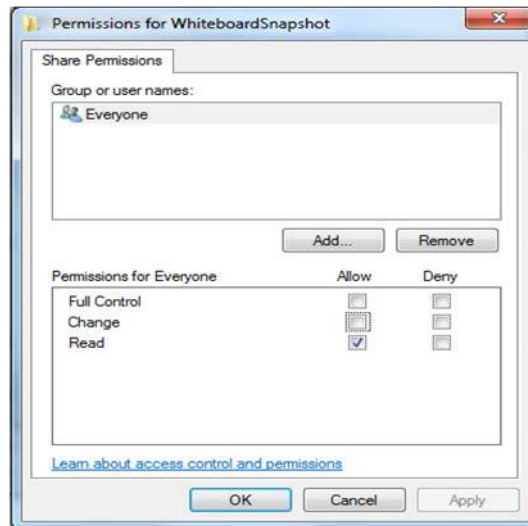 Permissions for WhiteboardSnapshot
Share Permissions
Group or user names:
Everyone
Add... Remove
Permissions for Everyone Allow Deny
Full Control
Change
Read
Learn about access control and permissions
OK Cancel Apply